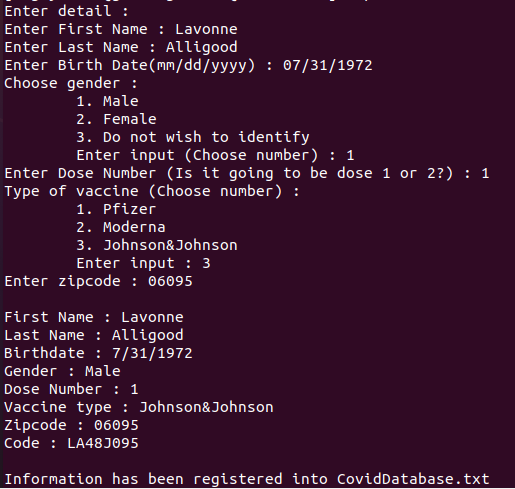 Enter detail :
Enter First Name : Lavonne
Enter Last Name : Alligood
Enter Birth Date(mm/dd/yyyy) : 07/31/1972
Choose gender :
1. Male
2. Female
3. Do not wish to identify
Enter input (Choose number) : 1
Enter Dose Number (Is it going to be dose 1 or 2?) : 1
Type of vaccine (Choose number) :
1. Pfizer
2. Moderna
3. Johnson&Johnson
Enter input : 3
Enter zipcode : 06095
First Name : Lavonne
Last Name : Alligood
Birthdate : 7/31/1972
Gender : Male
Dose Number : 1
Vaccine type : Johnson&Johnson
Zipcode : 06095
Code : LA48J095
Information has been registered into CovidDatabase.txt